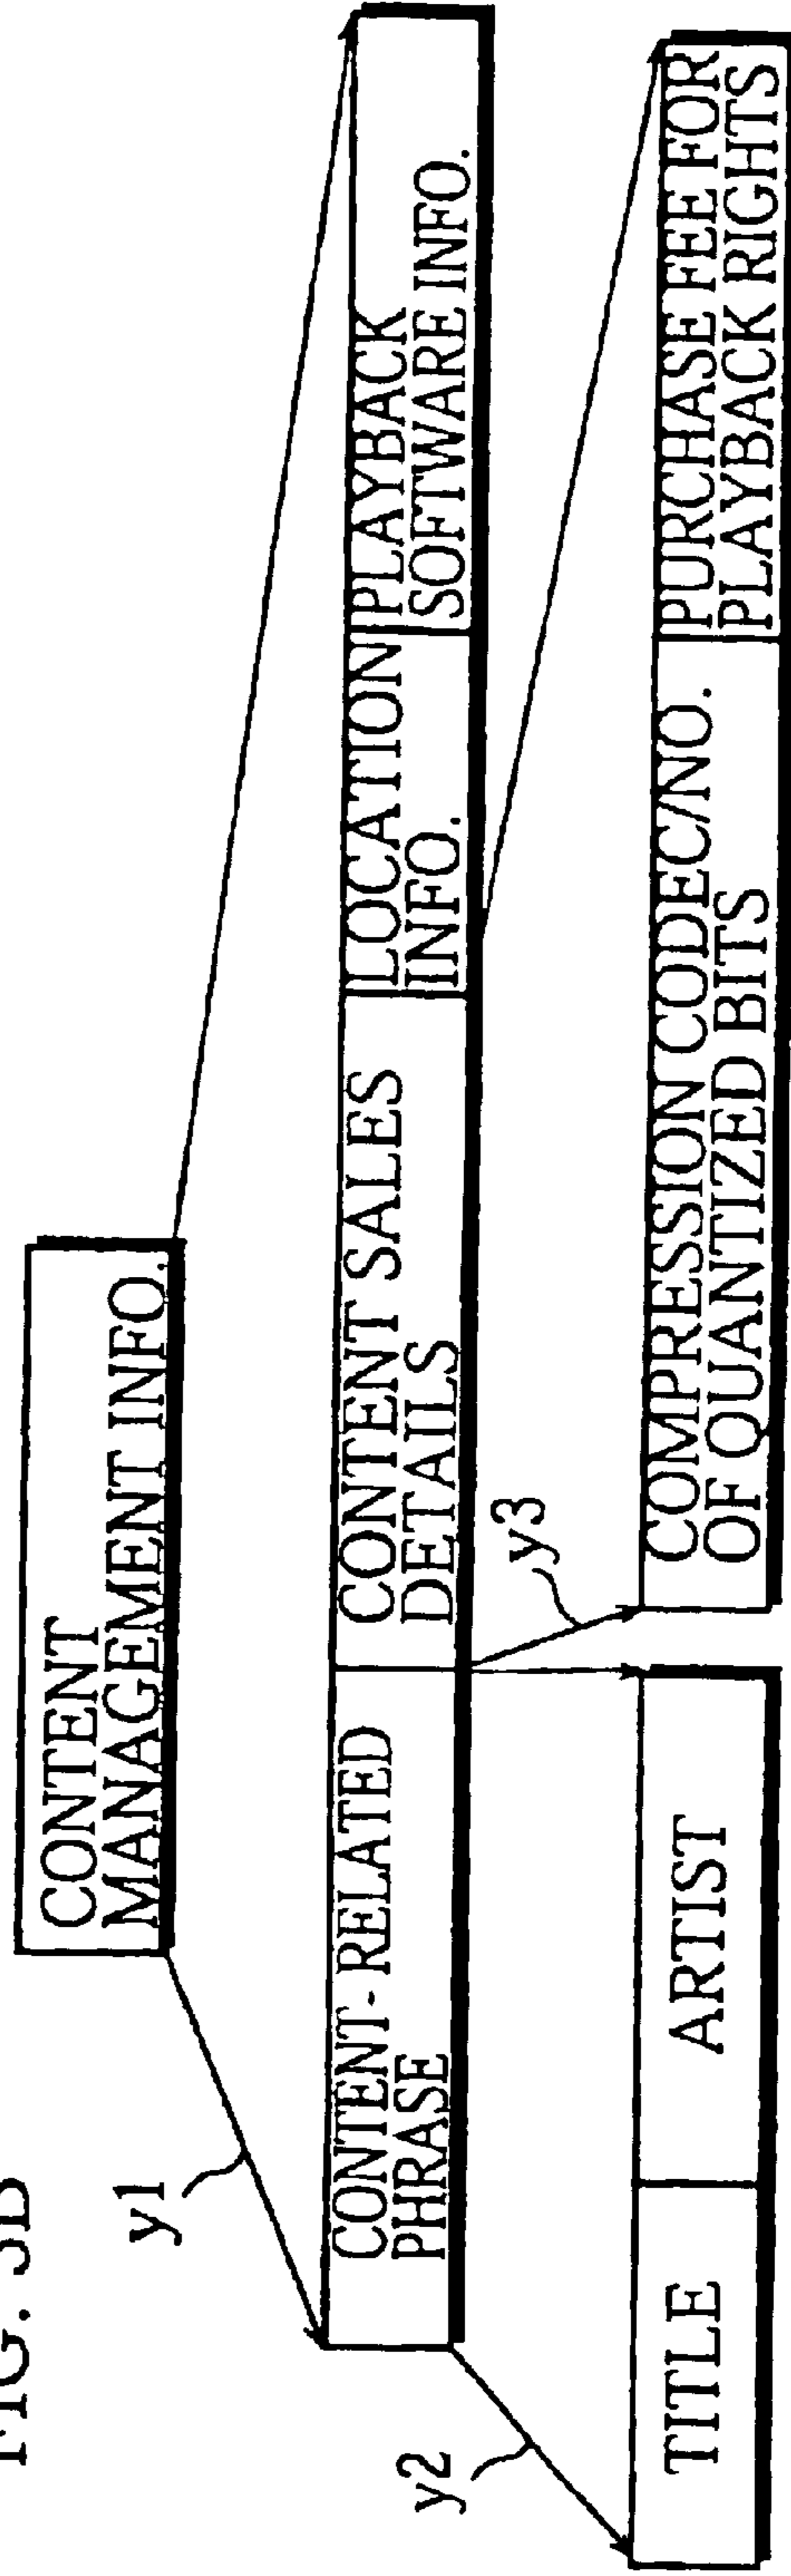 FIG.
CONTENT
MANAGEMENT INFO.
y1
CONTENT-RELATED
PHRASE
CONTENT SALES
DETAILS
LOCATION
INFO.
PLAYBACK
SOFTWARE INFO.
y2
y3
TITLE
ARTIST
COMPRESSION CODEC/NO.
OF QUANTIZED BITS
PURCHASE FEE FOR
PLAYBACK RIGHTS